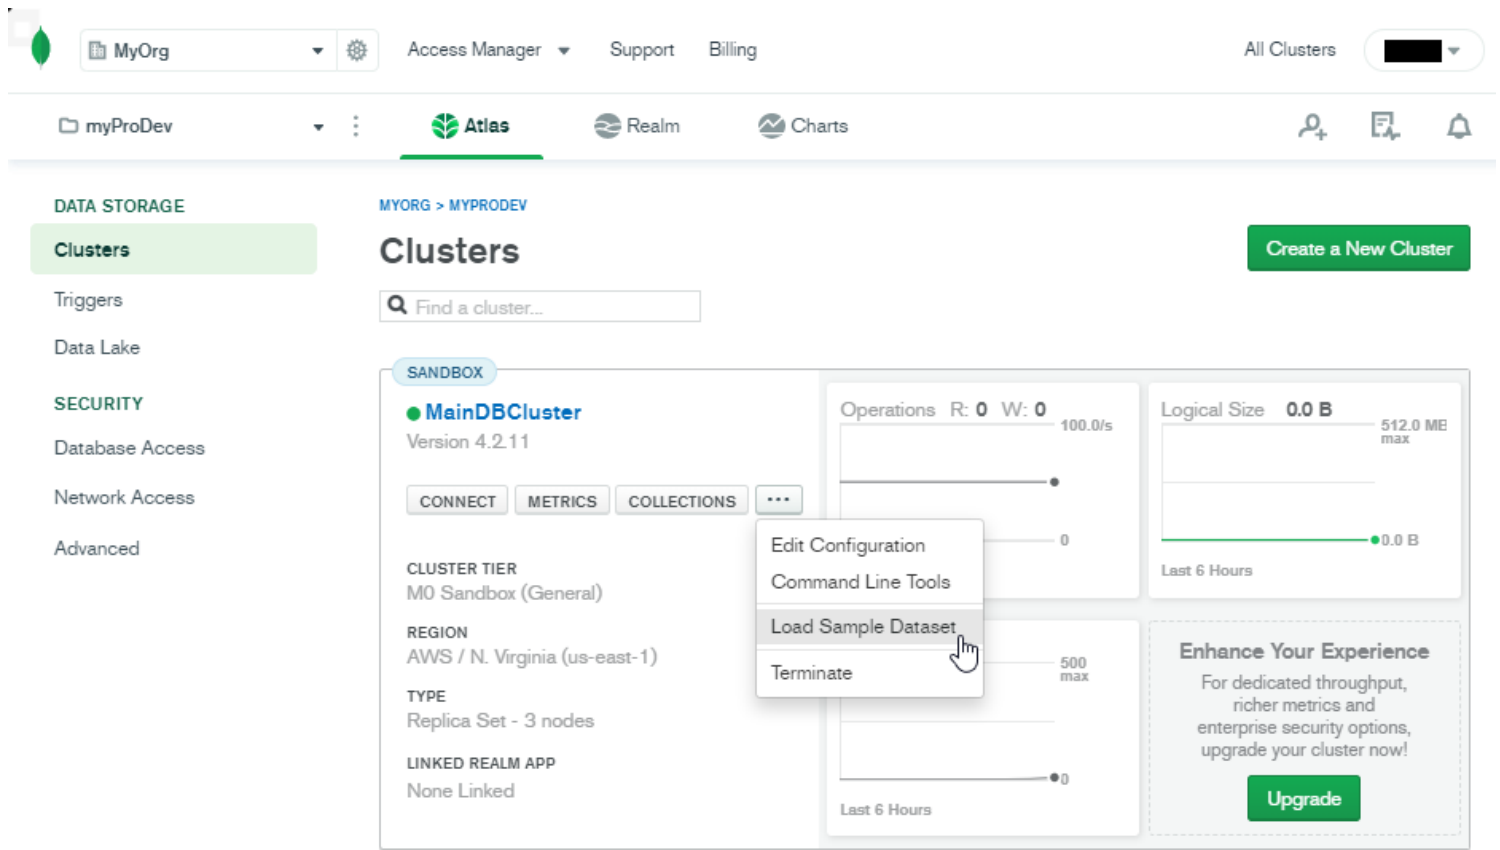 MyOrg
Access Manager
Support
Billing
All Clusters
myProDev
Atlas
Realm
Charts
DATA STORAGE
Clusters
Triggers
Data Lake
SECURITY
Database Access
Network Access
Advanced
MYORG > MYPRODEV
Clusters
Create a New Cluster
Find a cluster...
SANDBOX
MainDBCluster
Version 4.2.11
CONNECT
METRICS
COLLECTIONS
...
Edit Configuration
Command Line Tools
Load Sample Dataset
Terminate
CLUSTER TIER
M0 Sandbox (General)
REGION
AWS / N. Virginia (us-east-1)
TYPE
Replica Set - 3 nodes
LINKED REALM APP
None Linked
Operations R: 0 W: 0
100.0/s
0
Logical Size 0.0 B
512.0 MB
max
0.0 B
Last 6 Hours
500
max
0
Last 6 Hours
Enhance Your Experience
For dedicated throughput,
richer metrics and
enterprise security options,
upgrade your cluster now!
Upgrade